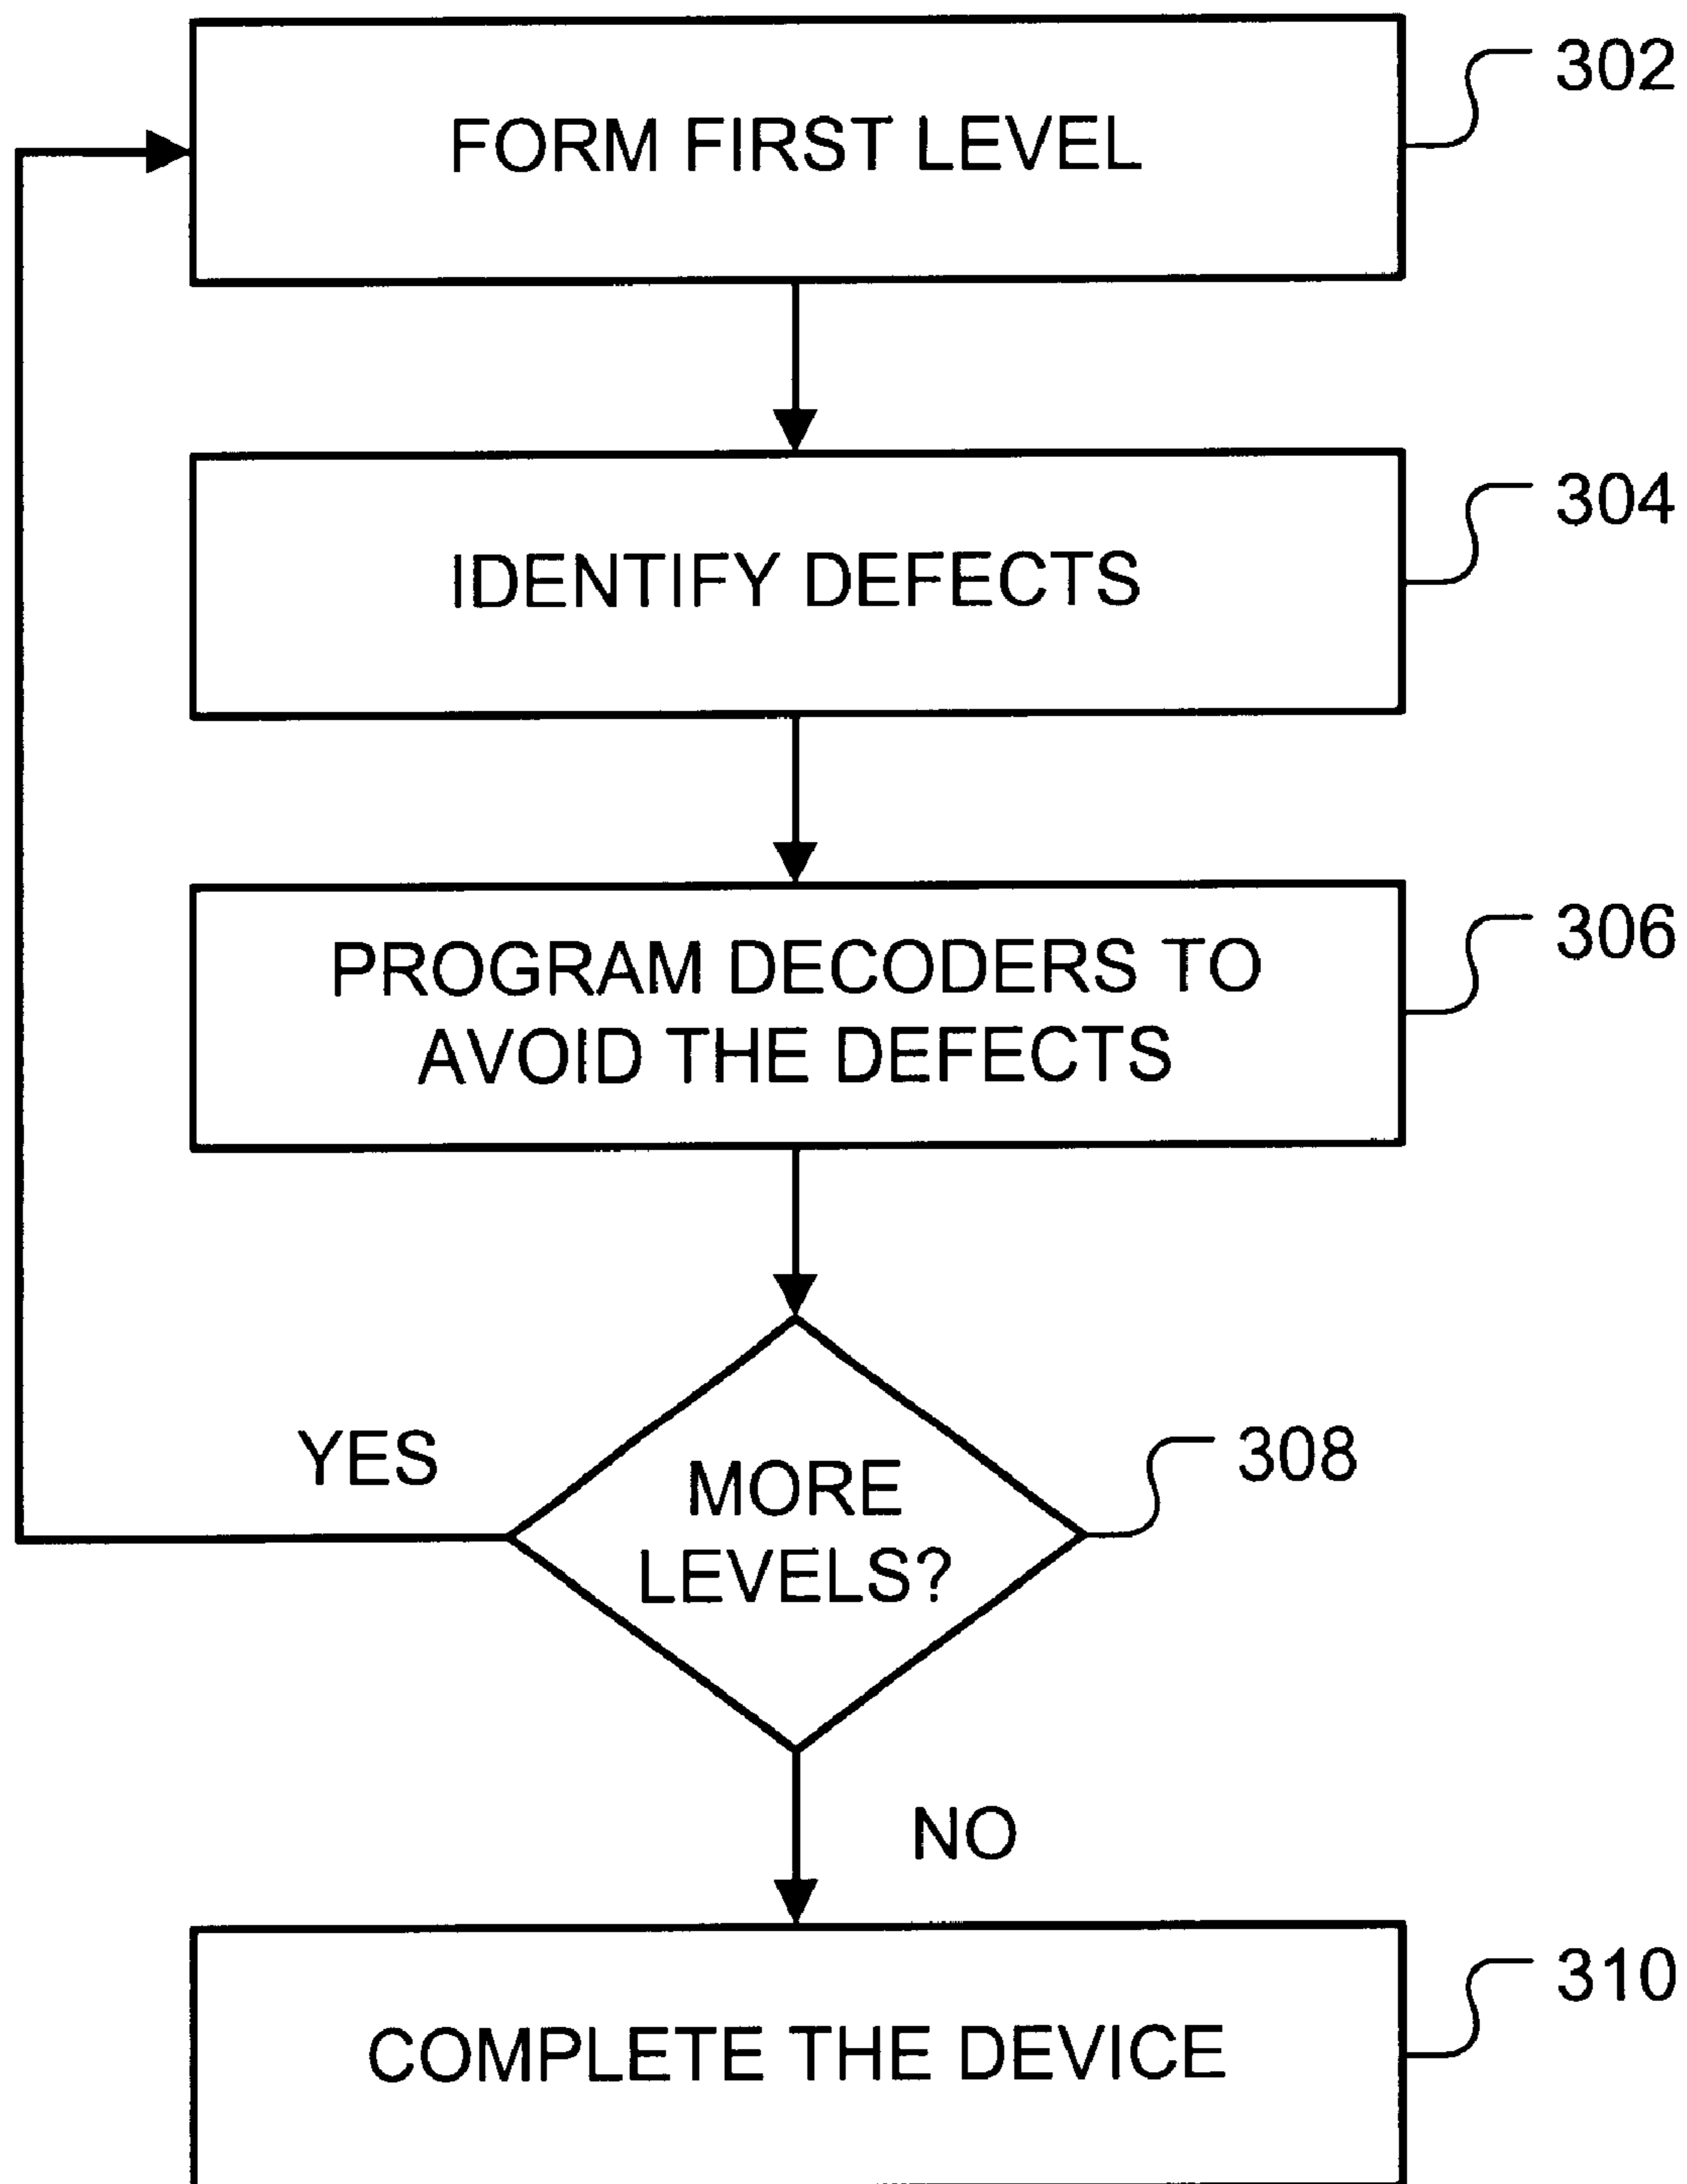 FORM FIRST LEVEL
302
IDENTIFY DEFECTS
304
PROGRAM DECODERS TO
AVOID THE DEFECTS
306
YES
MORE
LEVELS?
308
NO
COMPLETE THE DEVICE
310